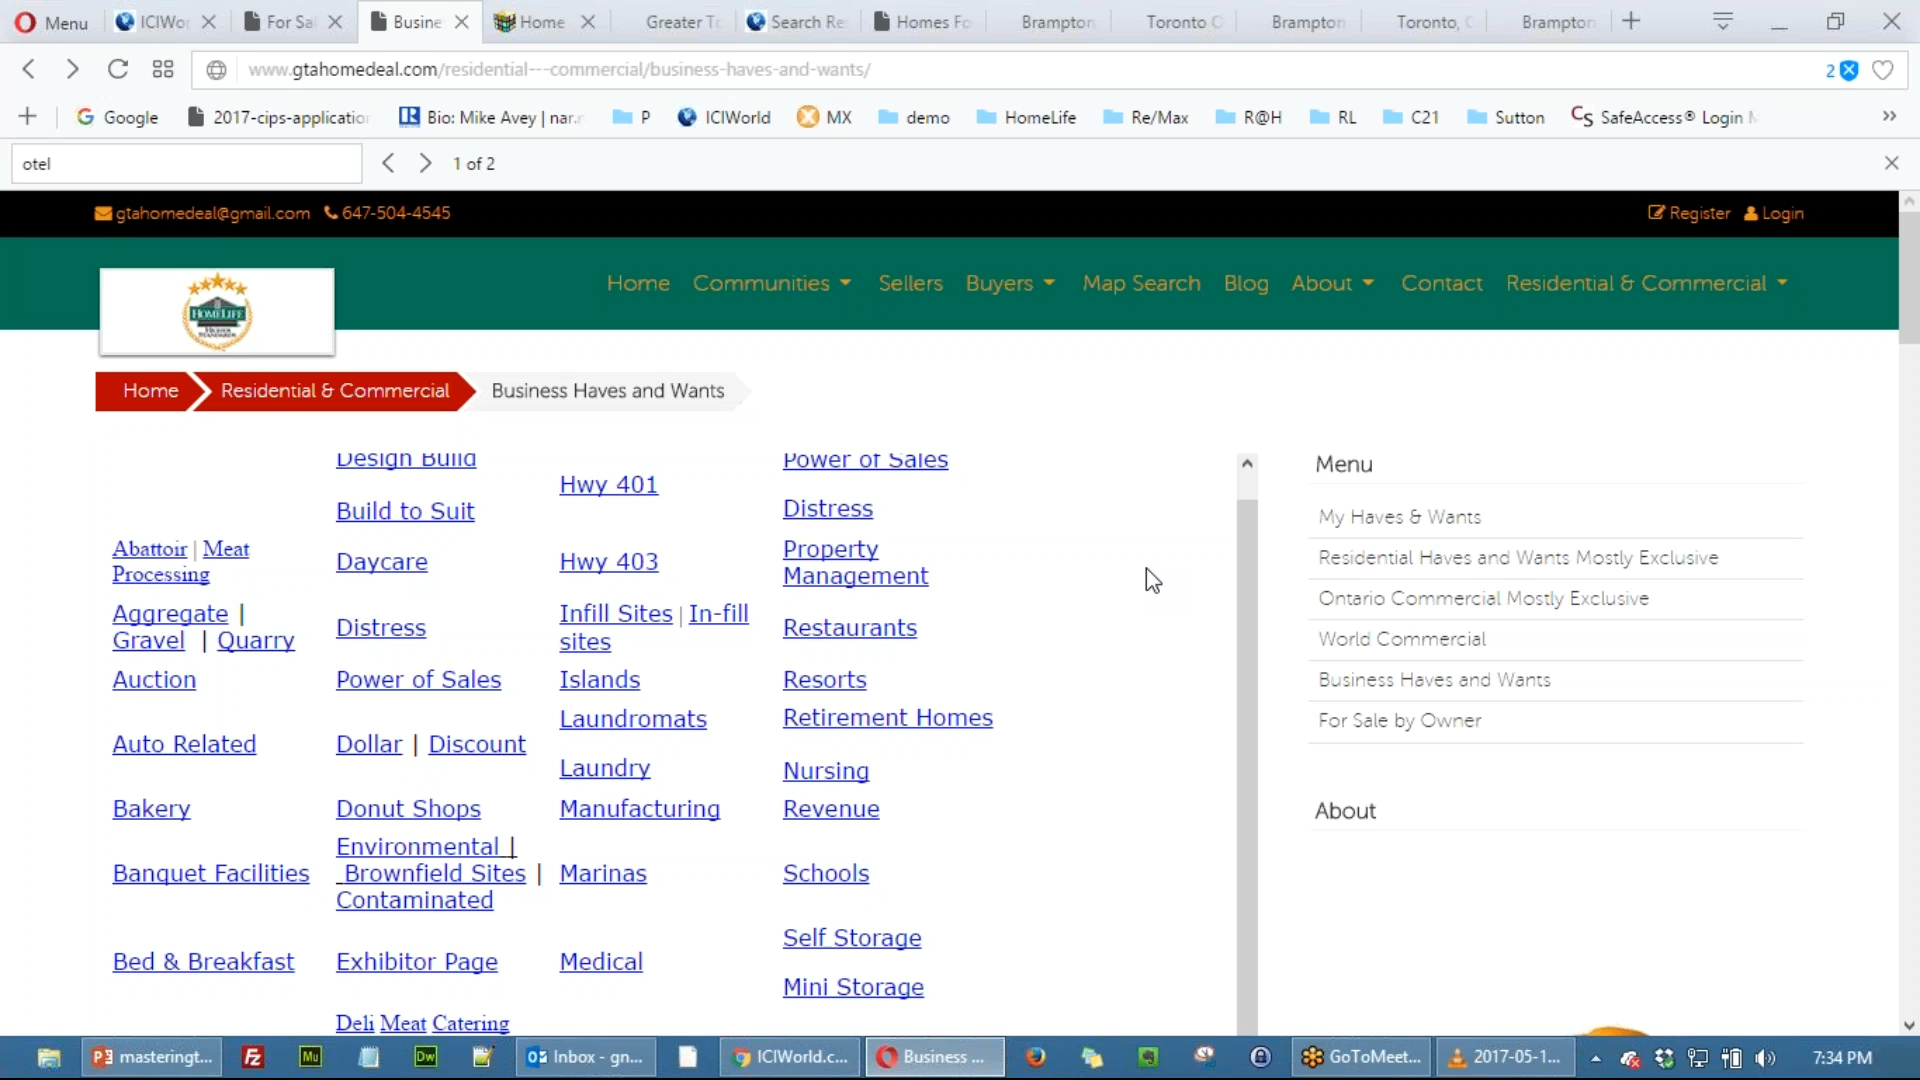 Menu
ICIWor
For Sal
Busine
Home
Greater To
Search Re
Homes Fo
Brampton
Toronto C
Brampton
Toronto, C
Brampton
www.gtahomedeal.com/residential---commercial/business-haves-and-wants/
2
Google
2017-cips-application
Bio: Mike Avey | nar.r
P
ICIWorld
MX
demo
HomeLife
Re/Max
R@H
RL
C21
Sutton
SafeAccess® Login
otel
1 of 2
gtahomedeal@gmail.com 647-504-4545
Register Login
HOMELIFE
HIGHER
STANDARDS
Home Communities Sellers Buyers Map Search Blog About Contact Residential & Commercial
Home Residential & Commercial Business Haves and Wants
Design Build
Hwy 401
Power of Sales
Build to Suit
Distress
Abattoir | Meat
Processing
Daycare
Hwy 403
Property
Management
Aggregate |
Gravel | Quarry
Distress
Infill Sites | In-fill
sites
Restaurants
Auction
Power of Sales
Islands
Resorts
Auto Related
Dollar | Discount
Laundromats
Laundry
Retirement Homes
Nursing
Bakery
Donut Shops
Manufacturing
Revenue
Banquet Facilities
Environmental |
Brownfield Sites |
Contaminated
Marinas
Schools
Bed & Breakfast
Exhibitor Page
Medical
Self Storage
Mini Storage
Deli Meat Catering
Menu
My Haves & Wants
Residential Haves and Wants Mostly Exclusive
Ontario Commercial Mostly Exclusive
World Commercial
Business Haves and Wants
For Sale by Owner
About
masteringt...
Fz
Mu
Dw
Inbox - gn...
ICIWorld.c...
Business ...
GoToMeet...
2017-05-1...
7:34 PM